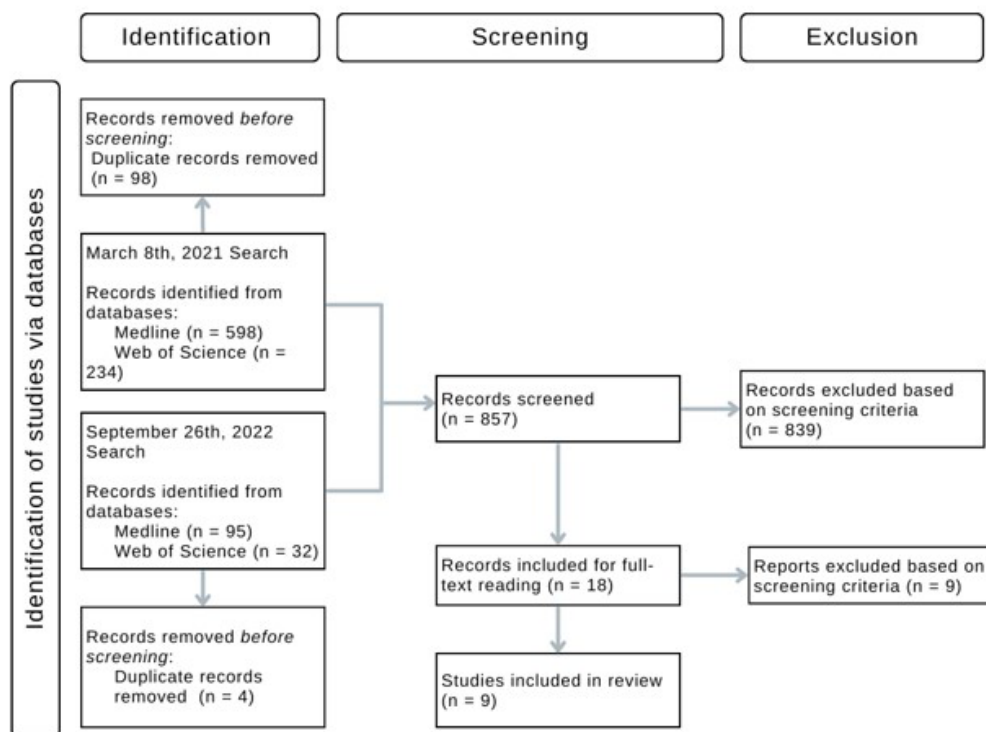 Identification
Screening
Exclusion
Identification of studies via databases
Records removed before
screening:
Duplicate records removed
(n = 98)
March 8th, 2021 Search
Records identified from
databases:
Medline (n = 598)
Web of Science (n =
234)
September 26th, 2022
Search
Records identified from
databases:
Medline (n = 95)
Web of Science (n = 32)
Records removed before
screening:
Duplicate records
removed (n = 4)
Records screened
(n = 857)
Records excluded based
on screening criteria
(n = 839)
Records included for full-
text reading (n = 18)
Reports excluded based on
screening criteria (n = 9)
Studies included in review
(n = 9)